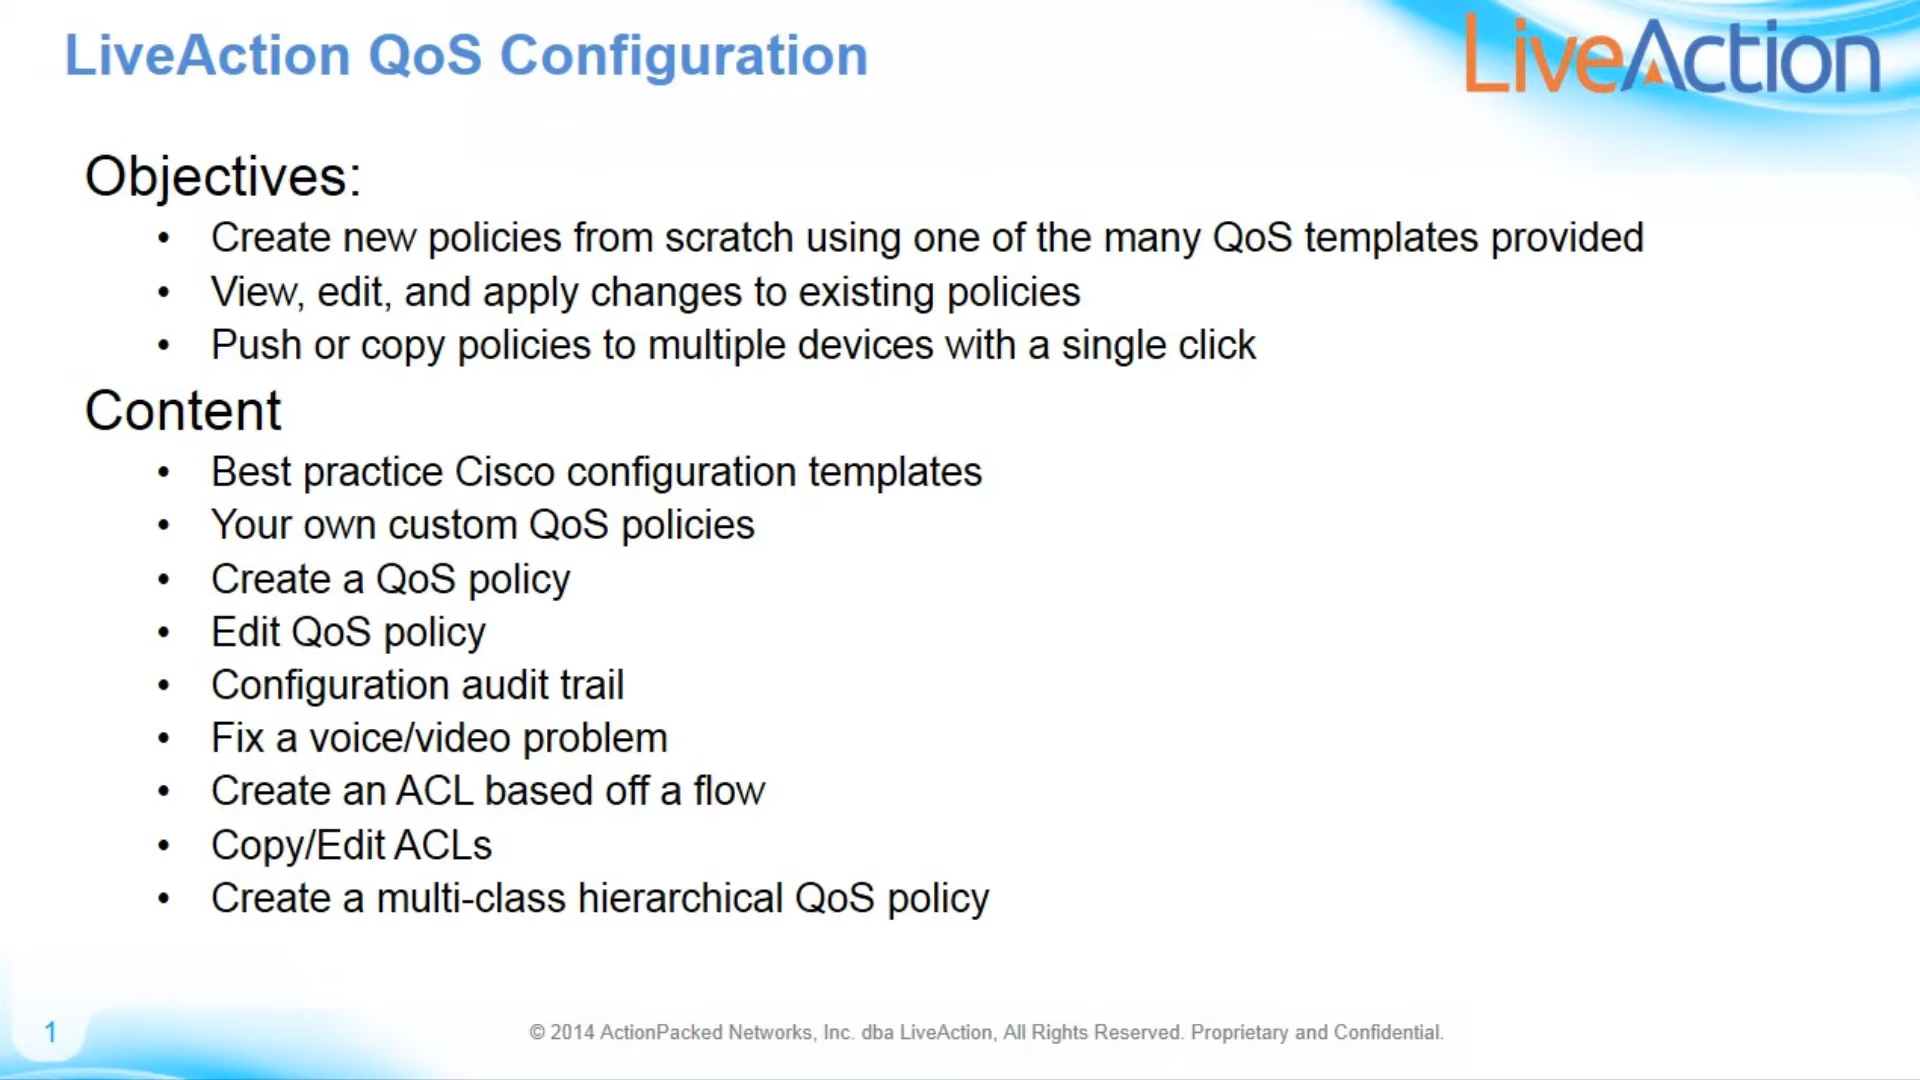 LiveAction QoS Configuration
LiveAction
Objectives:
• Create new policies from scratch using one of the many QoS templates provided
• View, edit, and apply changes to existing policies
• Push or copy policies to multiple devices with a single click
Content
• Best practice Cisco configuration templates
• Your own custom QoS policies
• Create a QoS policy
• Edit QoS policy
• Configuration audit trail
• Fix a voice/video problem
• Create an ACL based off a flow
• Copy/Edit ACLs
• Create a multi-class hierarchical QoS policy
1
© 2014 ActionPacked Networks, Inc. dba LiveAction, All Rights Reserved. Proprietary and Confidential.